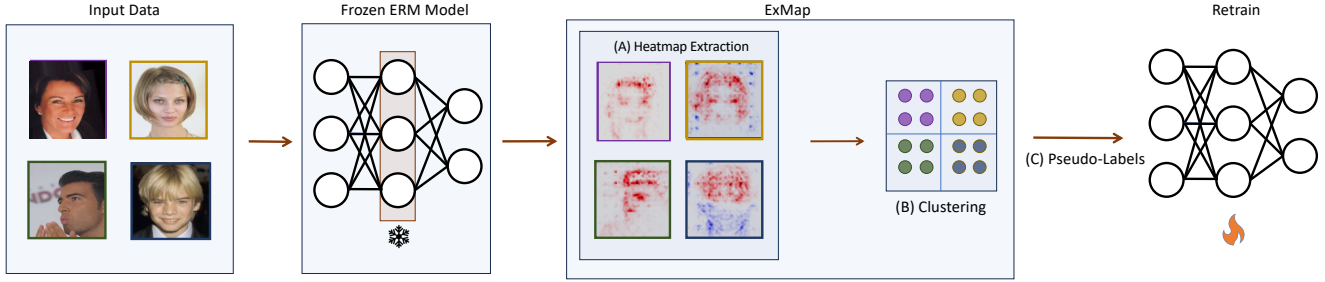 Input Data
Frozen ERM Model
ExMap
Retrain
(A) Heatmap Extraction
(C) Pseudo-Labels
(B) Clustering